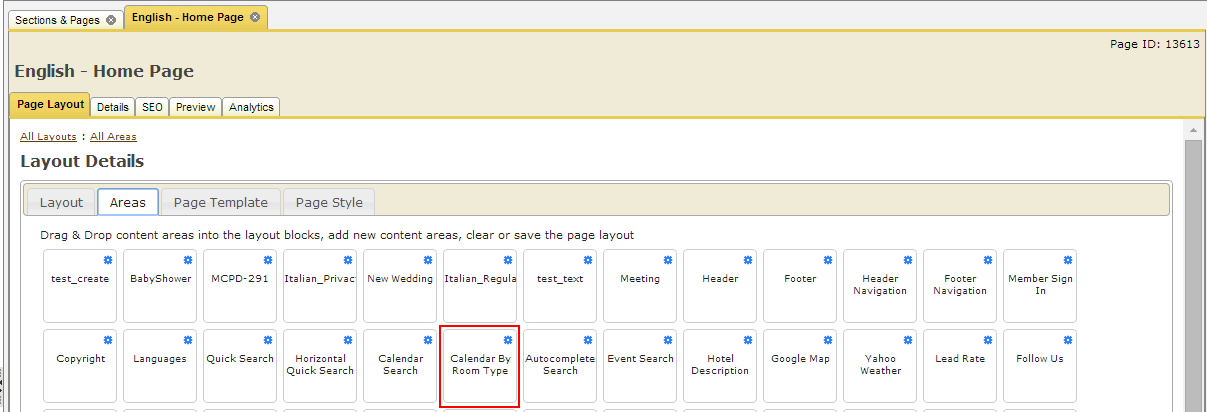 Sections & Pages
English - Home Page
Page ID: 13613
English - Home Page
Page Layout
Details
SEO
Preview
Analytics
All Layouts : All Areas
Layout Details
Layout
Areas
Page Template
Page Style
Drag & Drop content areas into the layout blocks, add new content areas, clear or save the page layout
test_create
BabyShower
MCPD-291
Italian_Privac
New Wedding
Italian_Regula
test_text
Meeting
Header
Footer
Header
Navigation
Footer
Navigation
Member Sign
In
Copyright
Languages
Quick Search
Horizontal
Quick Search
Calendar
Search
Calendar By
Room Type
Autocomplete
Search
Event Search
Hotel
Description
Google Map
Yahoo
Weather
Lead Rate
Follow Us